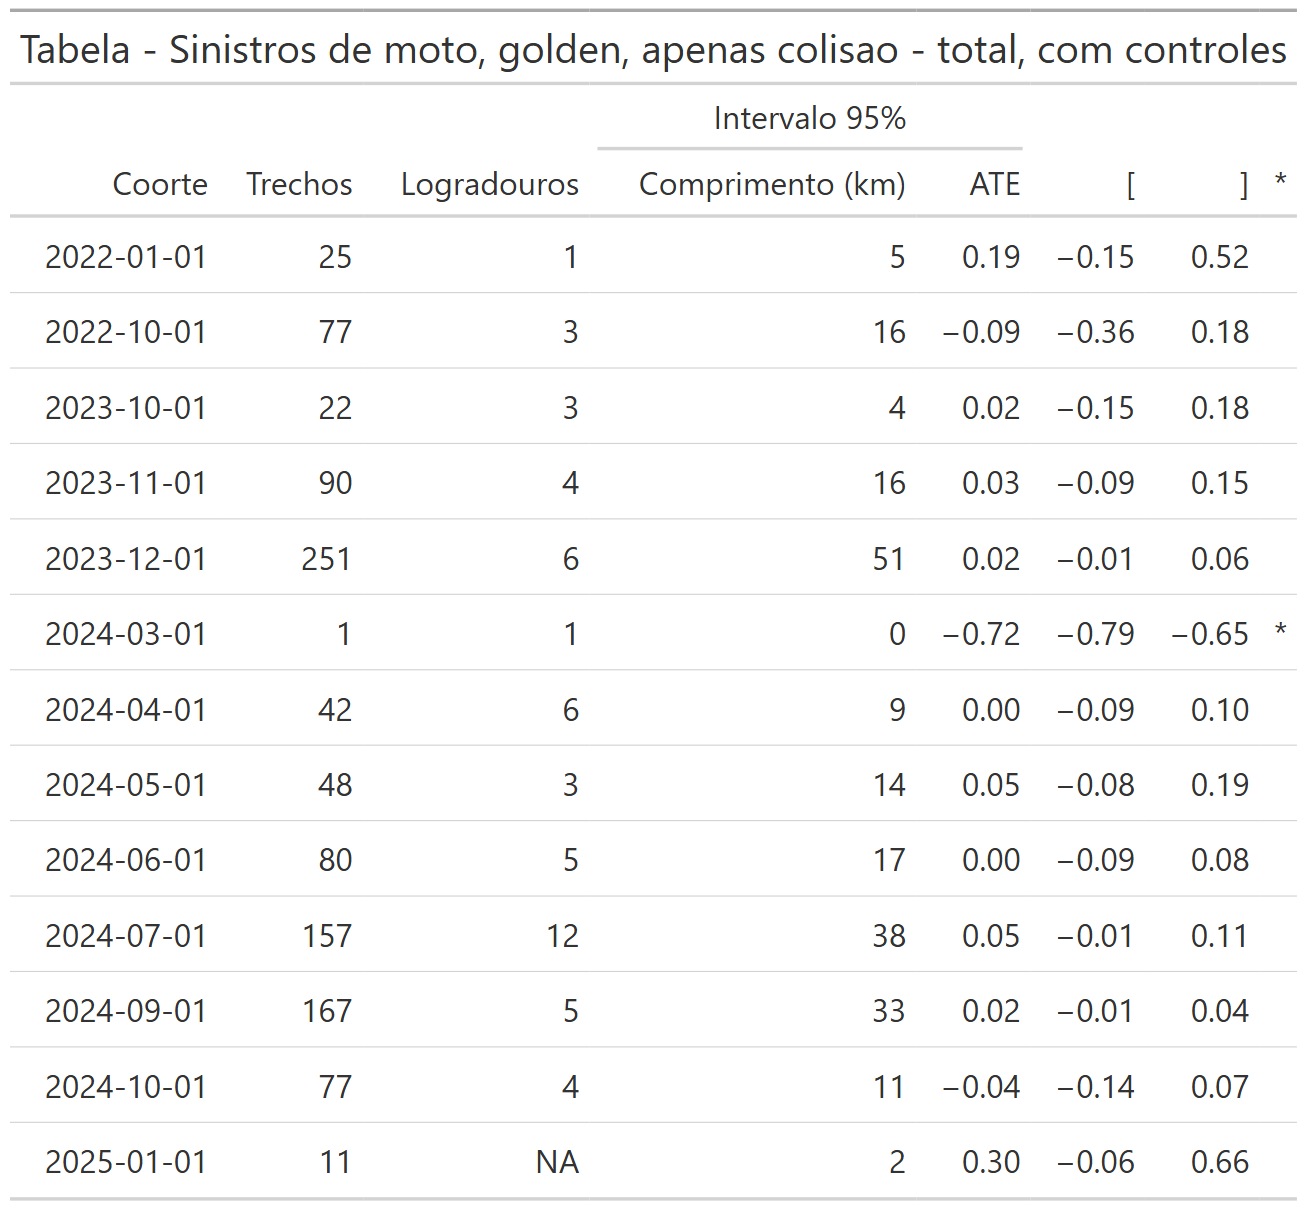 Tabela - Sinistros de moto, golden, apenas colisao - total, com controles
Intervalo 95%
Coorte Trechos Logradouros Comprimento (km) ATE [ ] *
2022-01-01 25 1 5 0.19 −0.15 0.52
2022-10-01 77 3 16 −0.09 −0.36 0.18
2023-10-01 22 3 4 0.02 −0.15 0.18
2023-11-01 90 4 16 0.03 −0.09 0.15
2023-12-01 251 6 51 0.02 −0.01 0.06
2024-03-01 1 1 0 −0.72 −0.79 −0.65 *
2024-04-01 42 6 9 0.00 −0.09 0.10
2024-05-01 48 3 14 0.05 −0.08 0.19
2024-06-01 80 5 17 0.00 −0.09 0.08
2024-07-01 157 12 38 0.05 −0.01 0.11
2024-09-01 167 5 33 0.02 −0.01 0.04
2024-10-01 77 4 11 −0.04 −0.14 0.07
2025-01-01 11 NA 2 0.30 −0.06 0.66